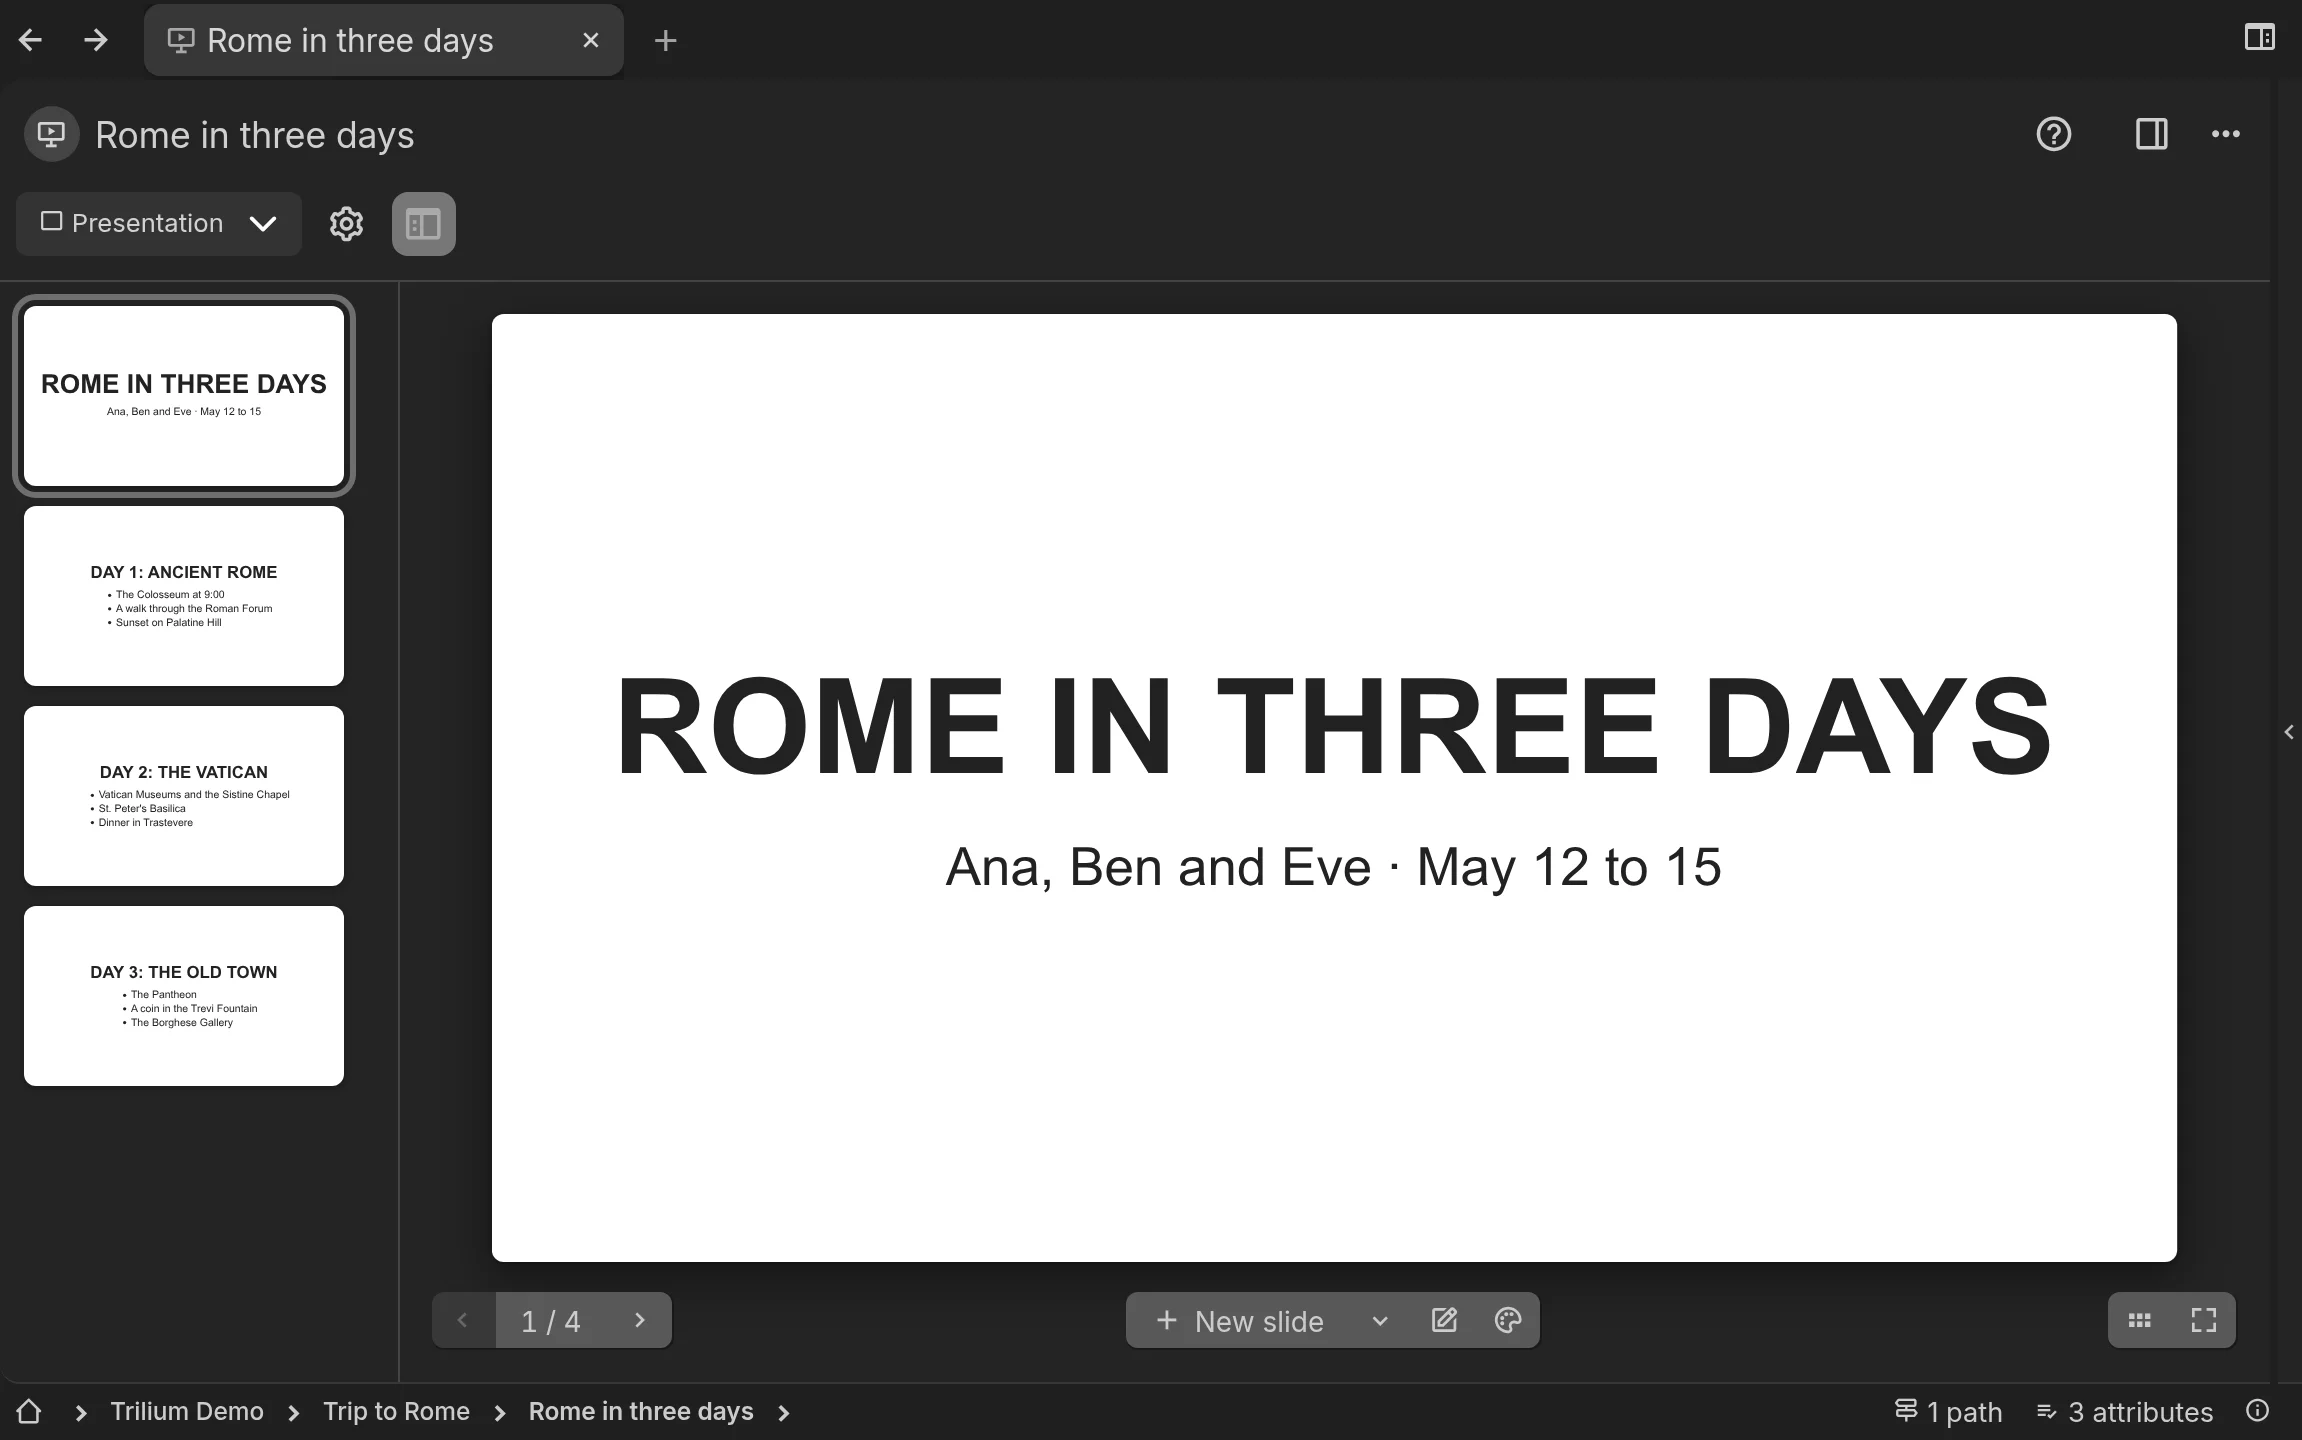 Rome in three days
Rome in three days
Presentation
ROME IN THREE DAYS
Ana, Ben and Eve · May 12 to 15
DAY 1: ANCIENT ROME
• The Colosseum at 9:00
• A walk through the Roman Forum
• Sunset on Palatine Hill
DAY 2: THE VATICAN
• Vatican Museums and the Sistine Chapel
• St. Peter's Basilica
• Dinner in Trastevere
DAY 3: THE OLD TOWN
• The Pantheon
• A coin in the Trevi Fountain
• The Borghese Gallery
ROME IN THREE DAYS
Ana, Ben and Eve · May 12 to 15
1 / 4
New slide
Trilium Demo > Trip to Rome > Rome in three days >
1 path
3 attributes